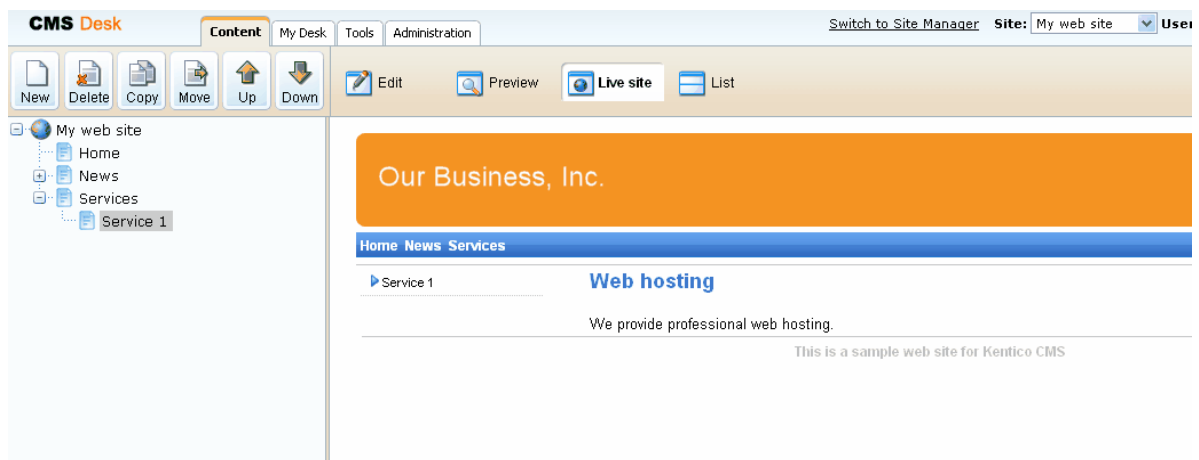 CMS Desk
Content My Desk Tools Administration
Switch to Site Manager Site: My web site User
New Delete Copy Move Up Down
Edit Preview Live site List
My web site
Home
News
Services
Service 1
Our Business, Inc.
Home News Services
Service 1
Web hosting
We provide professional web hosting.
This is a sample web site for Kentico CMS